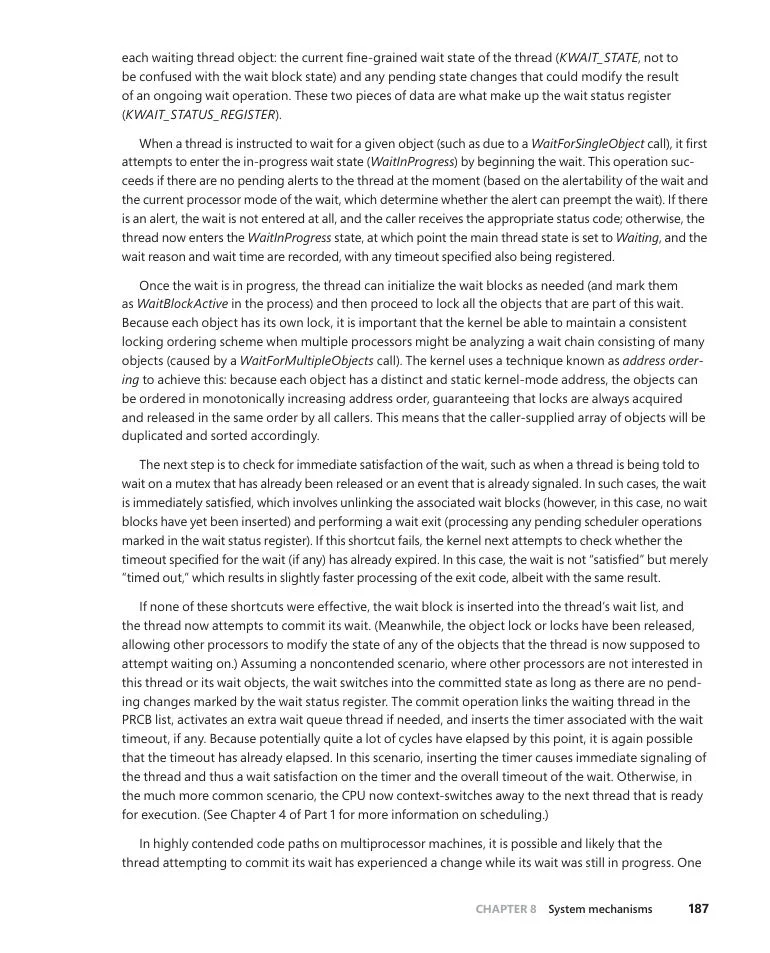 each waiting thread object: the current fine-grained wait state of the thread (KWAIT_STATE, not to
be confused with the wait block state) and any pending state changes that could modify the result
of an ongoing wait operation. These two pieces of data are what make up the wait status register
(KWAIT_STATUS_REGISTER).
When a thread is instructed to wait for a given object (such as due to a WaitForSingleObject call), it first
attempts to enter the in-progress wait state (WaitInProgress) by beginning the wait. This operation suc-
ceeds if there are no pending alerts to the thread at the moment (based on the alertability of the wait and
the current processor mode of the wait, which determine whether the alert can preempt the wait). If there
is an alert, the wait is not entered at all, and the caller receives the appropriate status code; otherwise, the
thread now enters the WaitInProgress state, at which point the main thread state is set to Waiting, and the
wait reason and wait time are recorded, with any timeout specified also being registered.
Once the wait is in progress, the thread can initialize the wait blocks as needed (and mark them
as WaitBlockActive in the process) and then proceed to lock all the objects that are part of this wait.
Because each object has its own lock, it is important that the kernel be able to maintain a consistent
locking ordering scheme when multiple processors might be analyzing a wait chain consisting of many
objects (caused by a WaitForMultipleObjects call). The kernel uses a technique known as address order-
ing to achieve this: because each object has a distinct and static kernel-mode address, the objects can
be ordered in monotonically increasing address order, guaranteeing that locks are always acquired
and released in the same order by all callers. This means that the caller-supplied array of objects will be
duplicated and sorted accordingly.
The next step is to check for immediate satisfaction of the wait, such as when a thread is being told to
wait on a mutex that has already been released or an event that is already signaled. In such cases, the wait
is immediately satisfied, which involves unlinking the associated wait blocks (however, in this case, no wait
blocks have yet been inserted) and performing a wait exit (processing any pending scheduler operations
marked in the wait status register). If this shortcut fails, the kernel next attempts to check whether the
timeout specified for the wait (if any) has already expired. In this case, the wait is not “satisfied” but merely
“timed out,” which results in slightly faster processing of the exit code, albeit with the same result.
If none of these shortcuts were effective, the wait block is inserted into the thread’s wait list, and
the thread now attempts to commit its wait. (Meanwhile, the object lock or locks have been released,
allowing other processors to modify the state of any of the objects that the thread is now supposed to
attempt waiting on.) Assuming a noncontended scenario, where other processors are not interested in
this thread or its wait objects, the wait switches into the committed state as long as there are no pend-
ing changes marked by the wait status register. The commit operation links the waiting thread in the
PRCB list, activates an extra wait queue thread if needed, and inserts the timer associated with the wait
timeout, if any. Because potentially quite a lot of cycles have elapsed by this point, it is again possible
that the timeout has already elapsed. In this scenario, inserting the timer causes immediate signaling of
the thread and thus a wait satisfaction on the timer and the overall timeout of the wait. Otherwise, in
the much more common scenario, the CPU now context-switches away to the next thread that is ready
for execution. (See Chapter 4 of Part 1 for more information on scheduling.)
In highly contended code paths on multiprocessor machines, it is possible and likely that the
thread attempting to commit its wait has experienced a change while its wait was still in progress. One
CHAPTER 8 System mechanisms 187